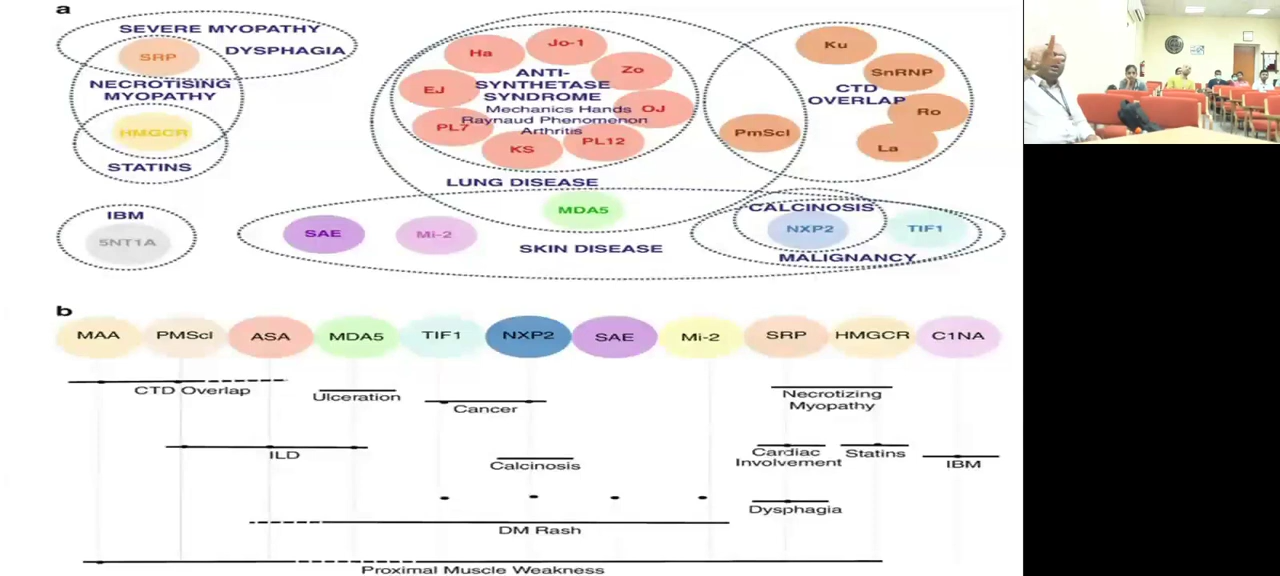 a
SEVERE MYOPATHY
DYSPHAGIA
SRP
NECROTISING
MYOPATHY
HMGCR
STATINS
IBM
5NT1A
Ha
Jo-1
Zo
EJ
OJ
PL7
KS
PL12
ANTI-
SYNTHETASE
SYNDROME
Mechanics Hands
Raynaud Phenomenon
Arthritis
LUNG DISEASE
Ku
SnRNP
CTD
OVERLAP
Ro
La
PmScl
MDA5
SAE
Mi-2
SKIN DISEASE
CALCINOSIS
NXP2
TIF1
MALIGNANCY
b
MAA PMScl ASA MDA5 TIF1 NXP2 SAE Mi-2 SRP HMGCR C1NA
CTD Overlap
Ulceration
Cancer
Necrotizing
Myopathy
ILD
Calcinosis
Cardiac
Involvement
Statins
IBM
Dysphagia
DM Rash
Proximal Muscle Weakness